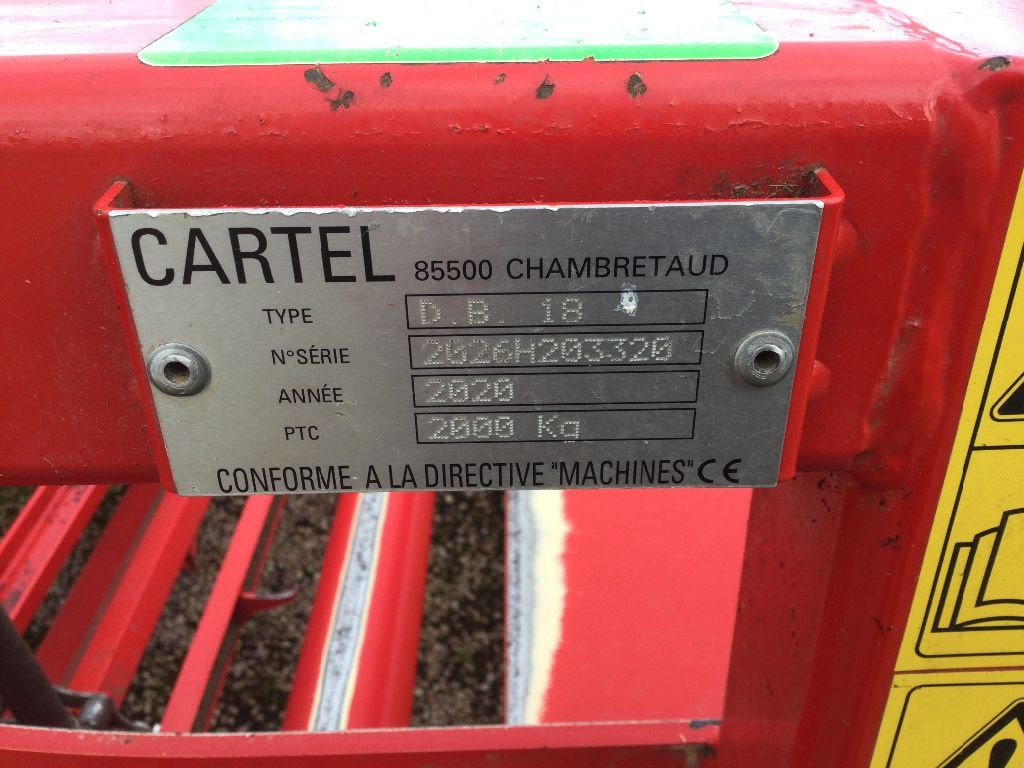 CARTEL 85500 CHAMBRETAUD
TYPE D.B. 18
N°SÉRIE 2026H203320
ANNÉE 2020
PTC 2000 Kg
CONFORME A LA DIRECTIVE "MACHINES" CE